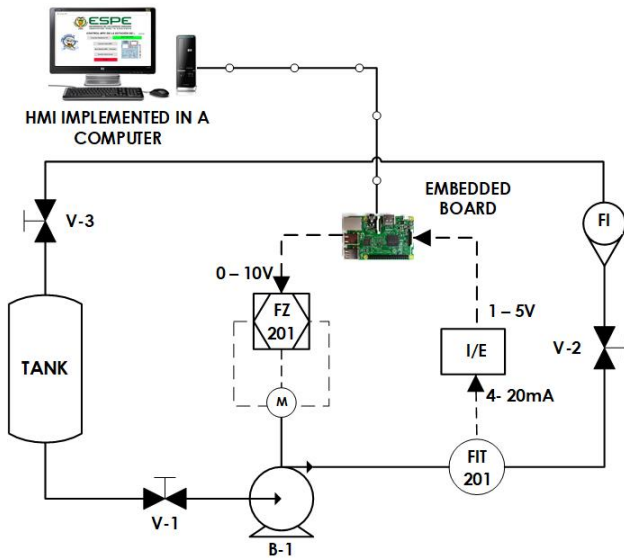 ESPE
HMI IMPLEMENTED IN A
COMPUTER
EMBEDDED
BOARD
V-3
FI
0 – 10V
FZ
201
1 – 5V
I/E
V-2
TANK
M
4- 20mA
FIT
201
V-1
B-1